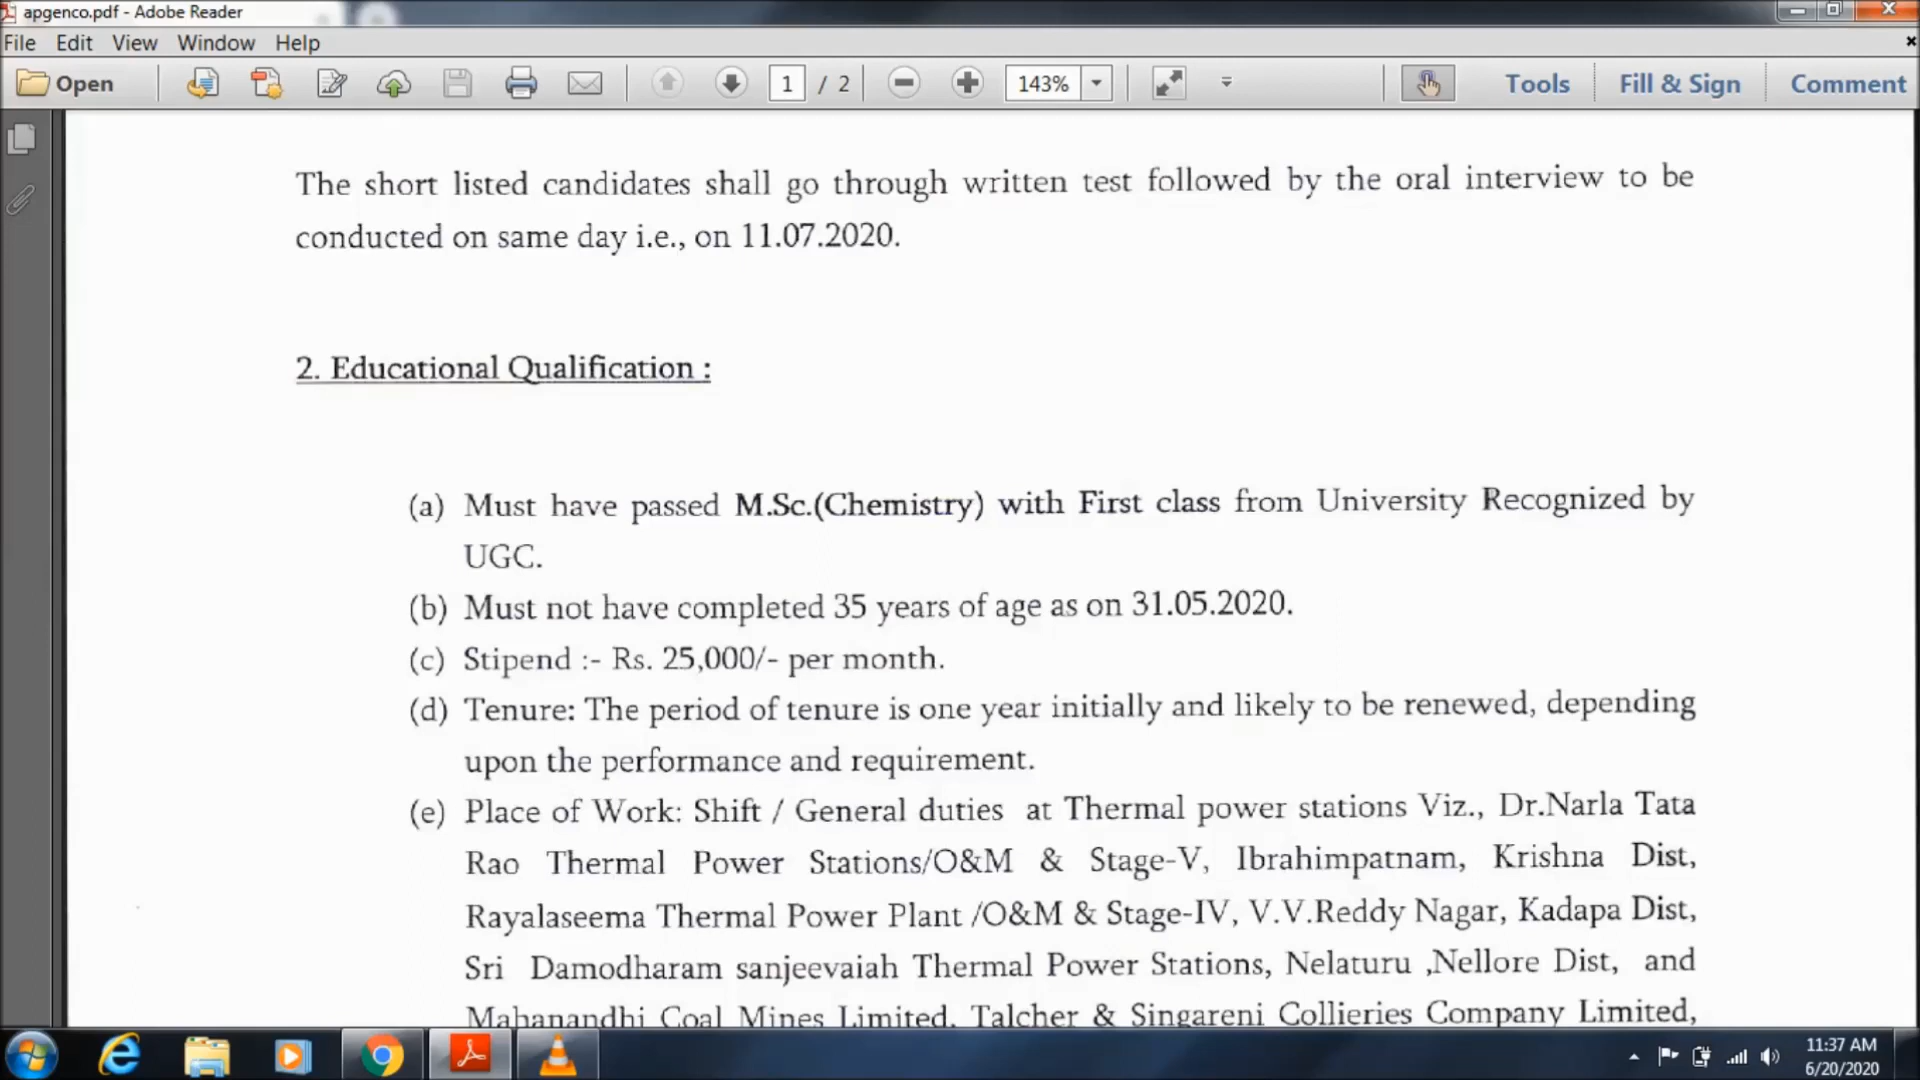 apgenco.pdf - Adobe Reader
File Edit View Window Help
Open 1 / 2 143% Tools Fill & Sign Comment
The short listed candidates shall go through written test followed by the oral interview to be
conducted on same day i.e., on 11.07.2020.
2. Educational Qualification :
(a) Must have passed M.Sc.(Chemistry) with First class from University Recognized by
UGC.
(b) Must not have completed 35 years of age as on 31.05.2020.
(c) Stipend :- Rs. 25,000/- per month.
(d) Tenure: The period of tenure is one year initially and likely to be renewed, depending
upon the performance and requirement.
(e) Place of Work: Shift / General duties at Thermal power stations Viz., Dr.Narla Tata
Rao Thermal Power Stations/O&M & Stage-V, Ibrahimpatnam, Krishna Dist,
Rayalaseema Thermal Power Plant /O&M & Stage-IV, V.V.Reddy Nagar, Kadapa Dist,
Sri Damodharam sanjeevaiah Thermal Power Stations, Nelaturu ,Nellore Dist, and
Mahanandhi Coal Mines Limited, Talcher & Singareni Collieries Company Limited,
11:37 AM
6/20/2020